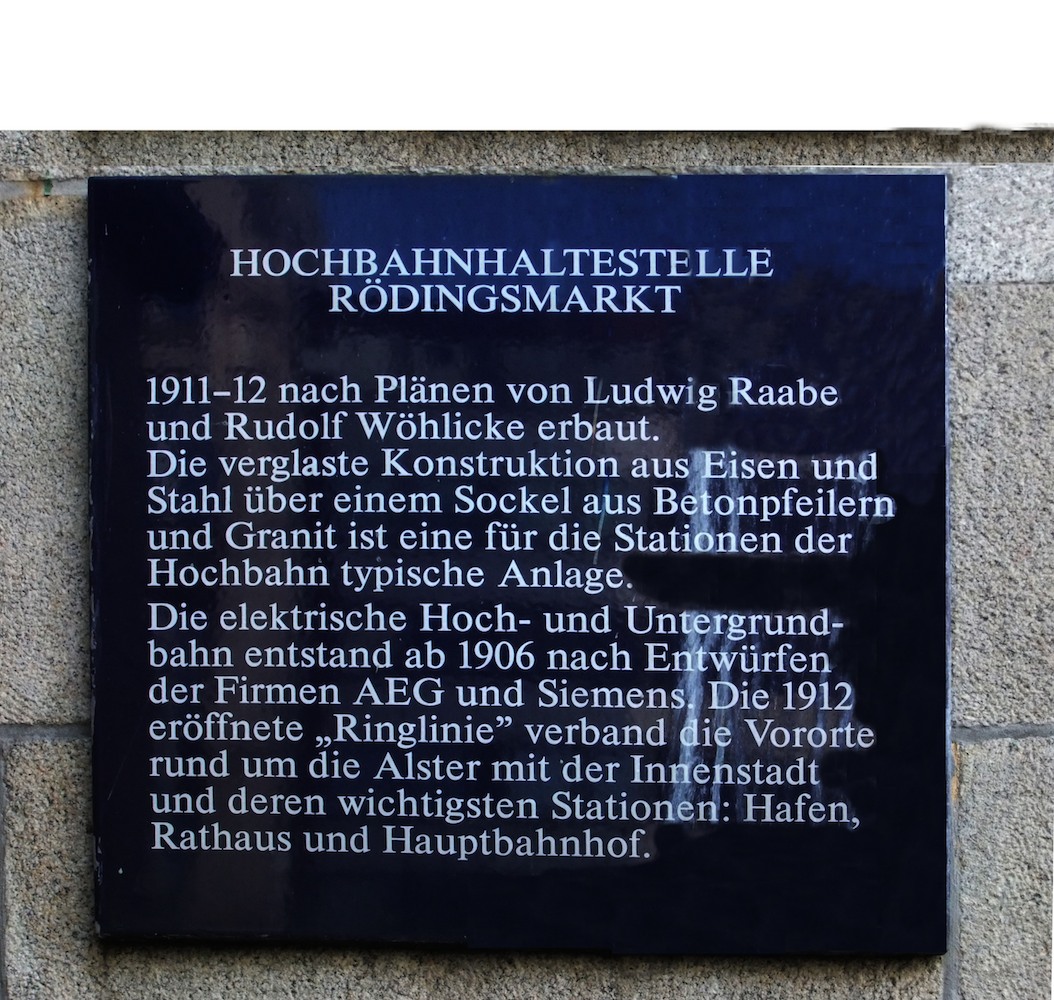 HOCHBAHNHALTESTELLE
RÖDINGSMARKT
1911–12 nach Plänen von Ludwig Raabe
und Rudolf Wöhlicke erbaut.
Die verglaste Konstruktion aus Eisen und
Stahl über einem Sockel aus Betonpfeilern
und Granit ist eine für die Stationen der
Hochbahn typische Anlage.
Die elektrische Hoch- und Untergrund-
bahn entstand ab 1906 nach Entwürfen
der Firmen AEG und Siemens. Die 1912
eröffnete „Ringlinie” verband die Vororte
rund um die Alster mit der Innenstadt
und deren wichtigsten Stationen: Hafen,
Rathaus und Hauptbahnhof.